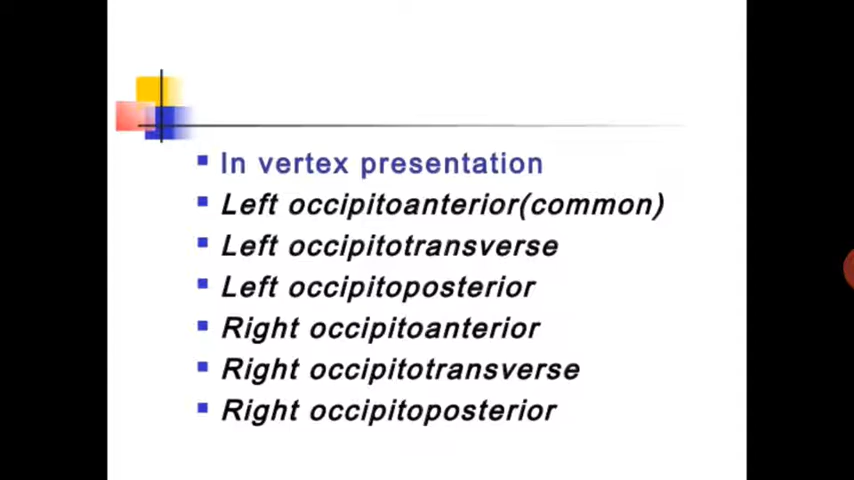 In vertex presentation
Left occipitoanterior(common)
Left occipitotransverse
Left occipitoposterior
Right occipitoanterior
Right occipitotransverse
Right occipitoposterior